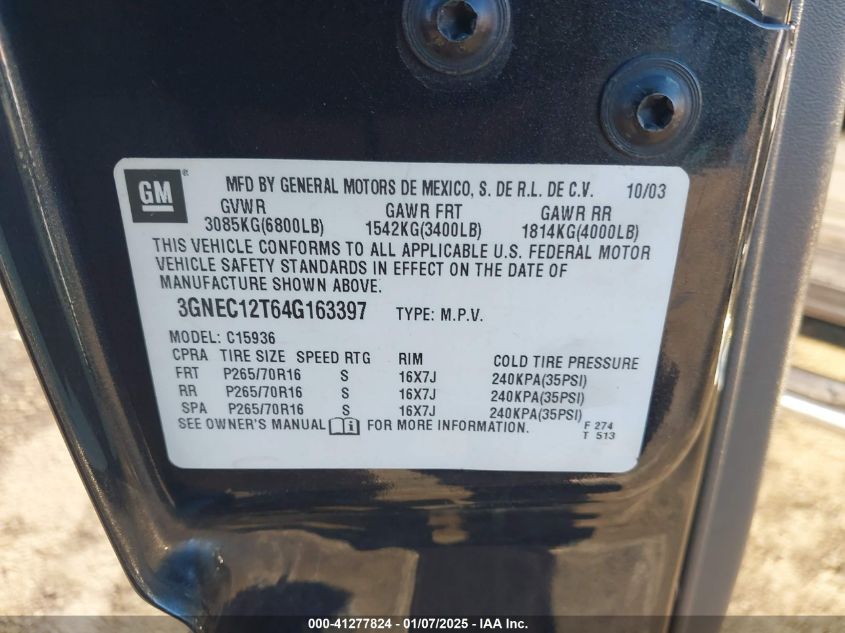 GM
MFD BY GENERAL MOTORS DE MEXICO, S. DE R.L. DE C.V. 10/03
GVWR GAWR FRT GAWR RR
3085KG(6800LB) 1542KG(3400LB) 1814KG(4000LB)
THIS VEHICLE CONFORMS TO ALL APPLICABLE U.S. FEDERAL MOTOR
VEHICLE SAFETY STANDARDS IN EFFECT ON THE DATE OF
MANUFACTURE SHOWN ABOVE.
3GNEC12T64G163397 TYPE: M.P.V.
MODEL: C15936
CPRA TIRE SIZE SPEED RTG RIM COLD TIRE PRESSURE
FRT P265/70R16 S 16X7J 240KPA(35PSI)
RR P265/70R16 S 16X7J 240KPA(35PSI)
SPA P265/70R16 S 16X7J 240KPA(35PSI)
SEE OWNER'S MANUAL FOR MORE INFORMATION. F 274
T 513
000-41277824 - 01/07/2025 - IAA Inc.